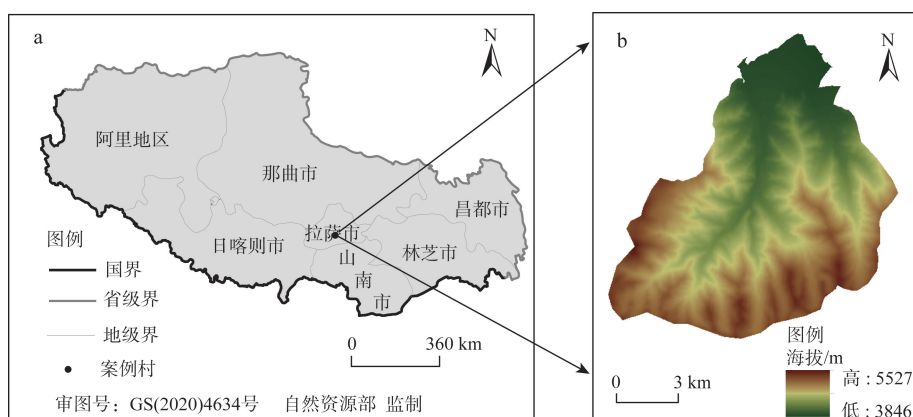 a
N
阿里地区
那曲市
昌都市
拉萨市
日喀则市
林芝市
山
南
市
图例
国界
省级界
地级界
案例村
0 360 km
审图号：GS(2020)4634号 自然资源部 监制
b
N
图例
海拔/m
高：5527
低：3846
0 3 km